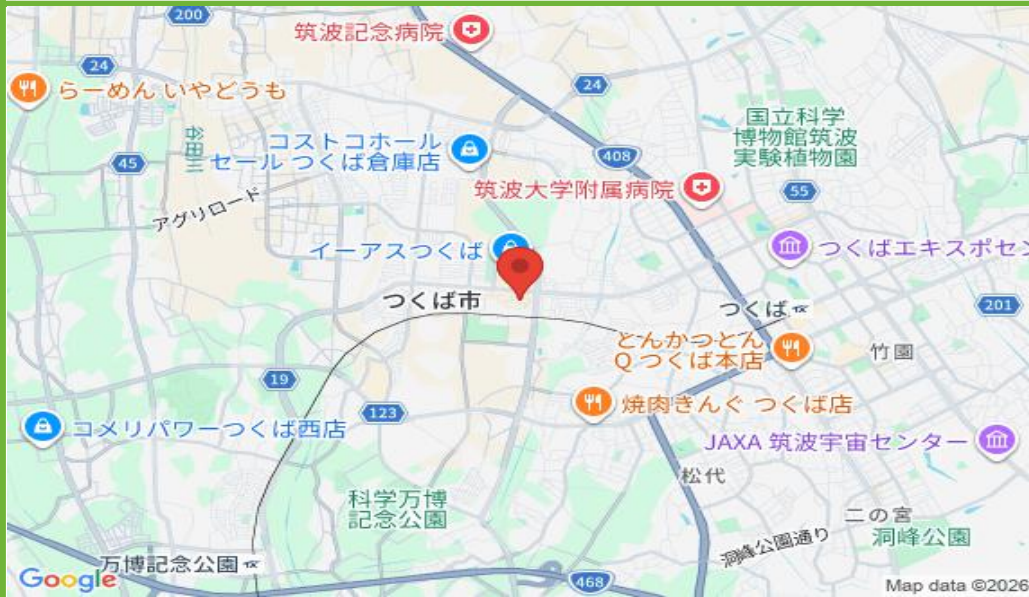 200
筑波記念病院
24
らーめん いやどうも
24
国立科学
博物館筑波
実験植物園
谷田川
コストコホール
セール つくば倉庫店
408
45
筑波大学附属病院
55
アグリロード
イーアスつくば
つくばエキスポセン
つくば市
つくば
201
とんかつとん
Q つくば本店
竹園
19
焼肉きんぐ つくば店
123
コメリパワーつくば西店
JAXA 筑波宇宙センター
松代
科学万博
記念公園
二の宮
洞峰公園
洞峰公園通り
万博記念公園
468
Google
Map data ©2026